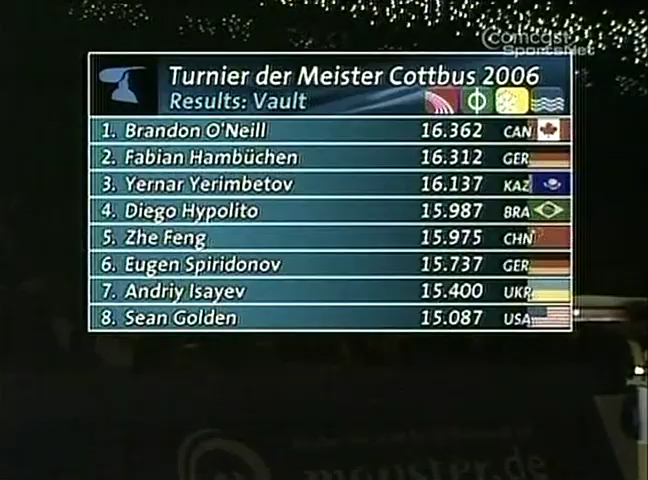 comcast
SportsNet
Turnier der Meister Cottbus 2006
Results: Vault
1. Brandon O'Neill 16.362 CAN
2. Fabian Hambüchen 16.312 GER
3. Yernar Yerimbetov 16.137 KAZ
4. Diego Hypolito 15.987 BRA
5. Zhe Feng 15.975 CHN
6. Eugen Spiridonov 15.737 GER
7. Andriy Isayev 15.400 UKR
8. Sean Golden 15.087 USA
monster.de